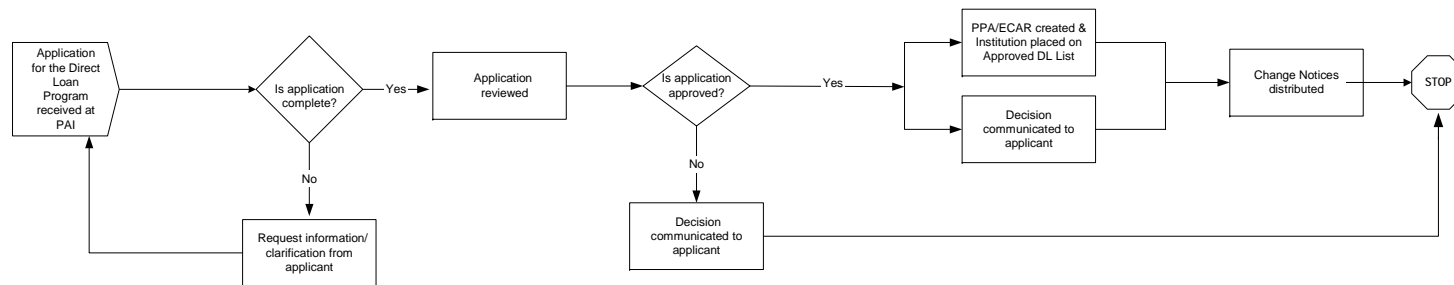 Application
for the Direct
Loan
Program
received at
PAI
Is application
complete?
Yes
Application
reviewed
Is application
approved?
Yes
PPA/ECAR created &
Institution placed on
Approved DL List
Decision
communicated to
applicant
Change Notices
distributed
STOP
No
Request information/
clarification from
applicant
No
Decision
communicated to
applicant